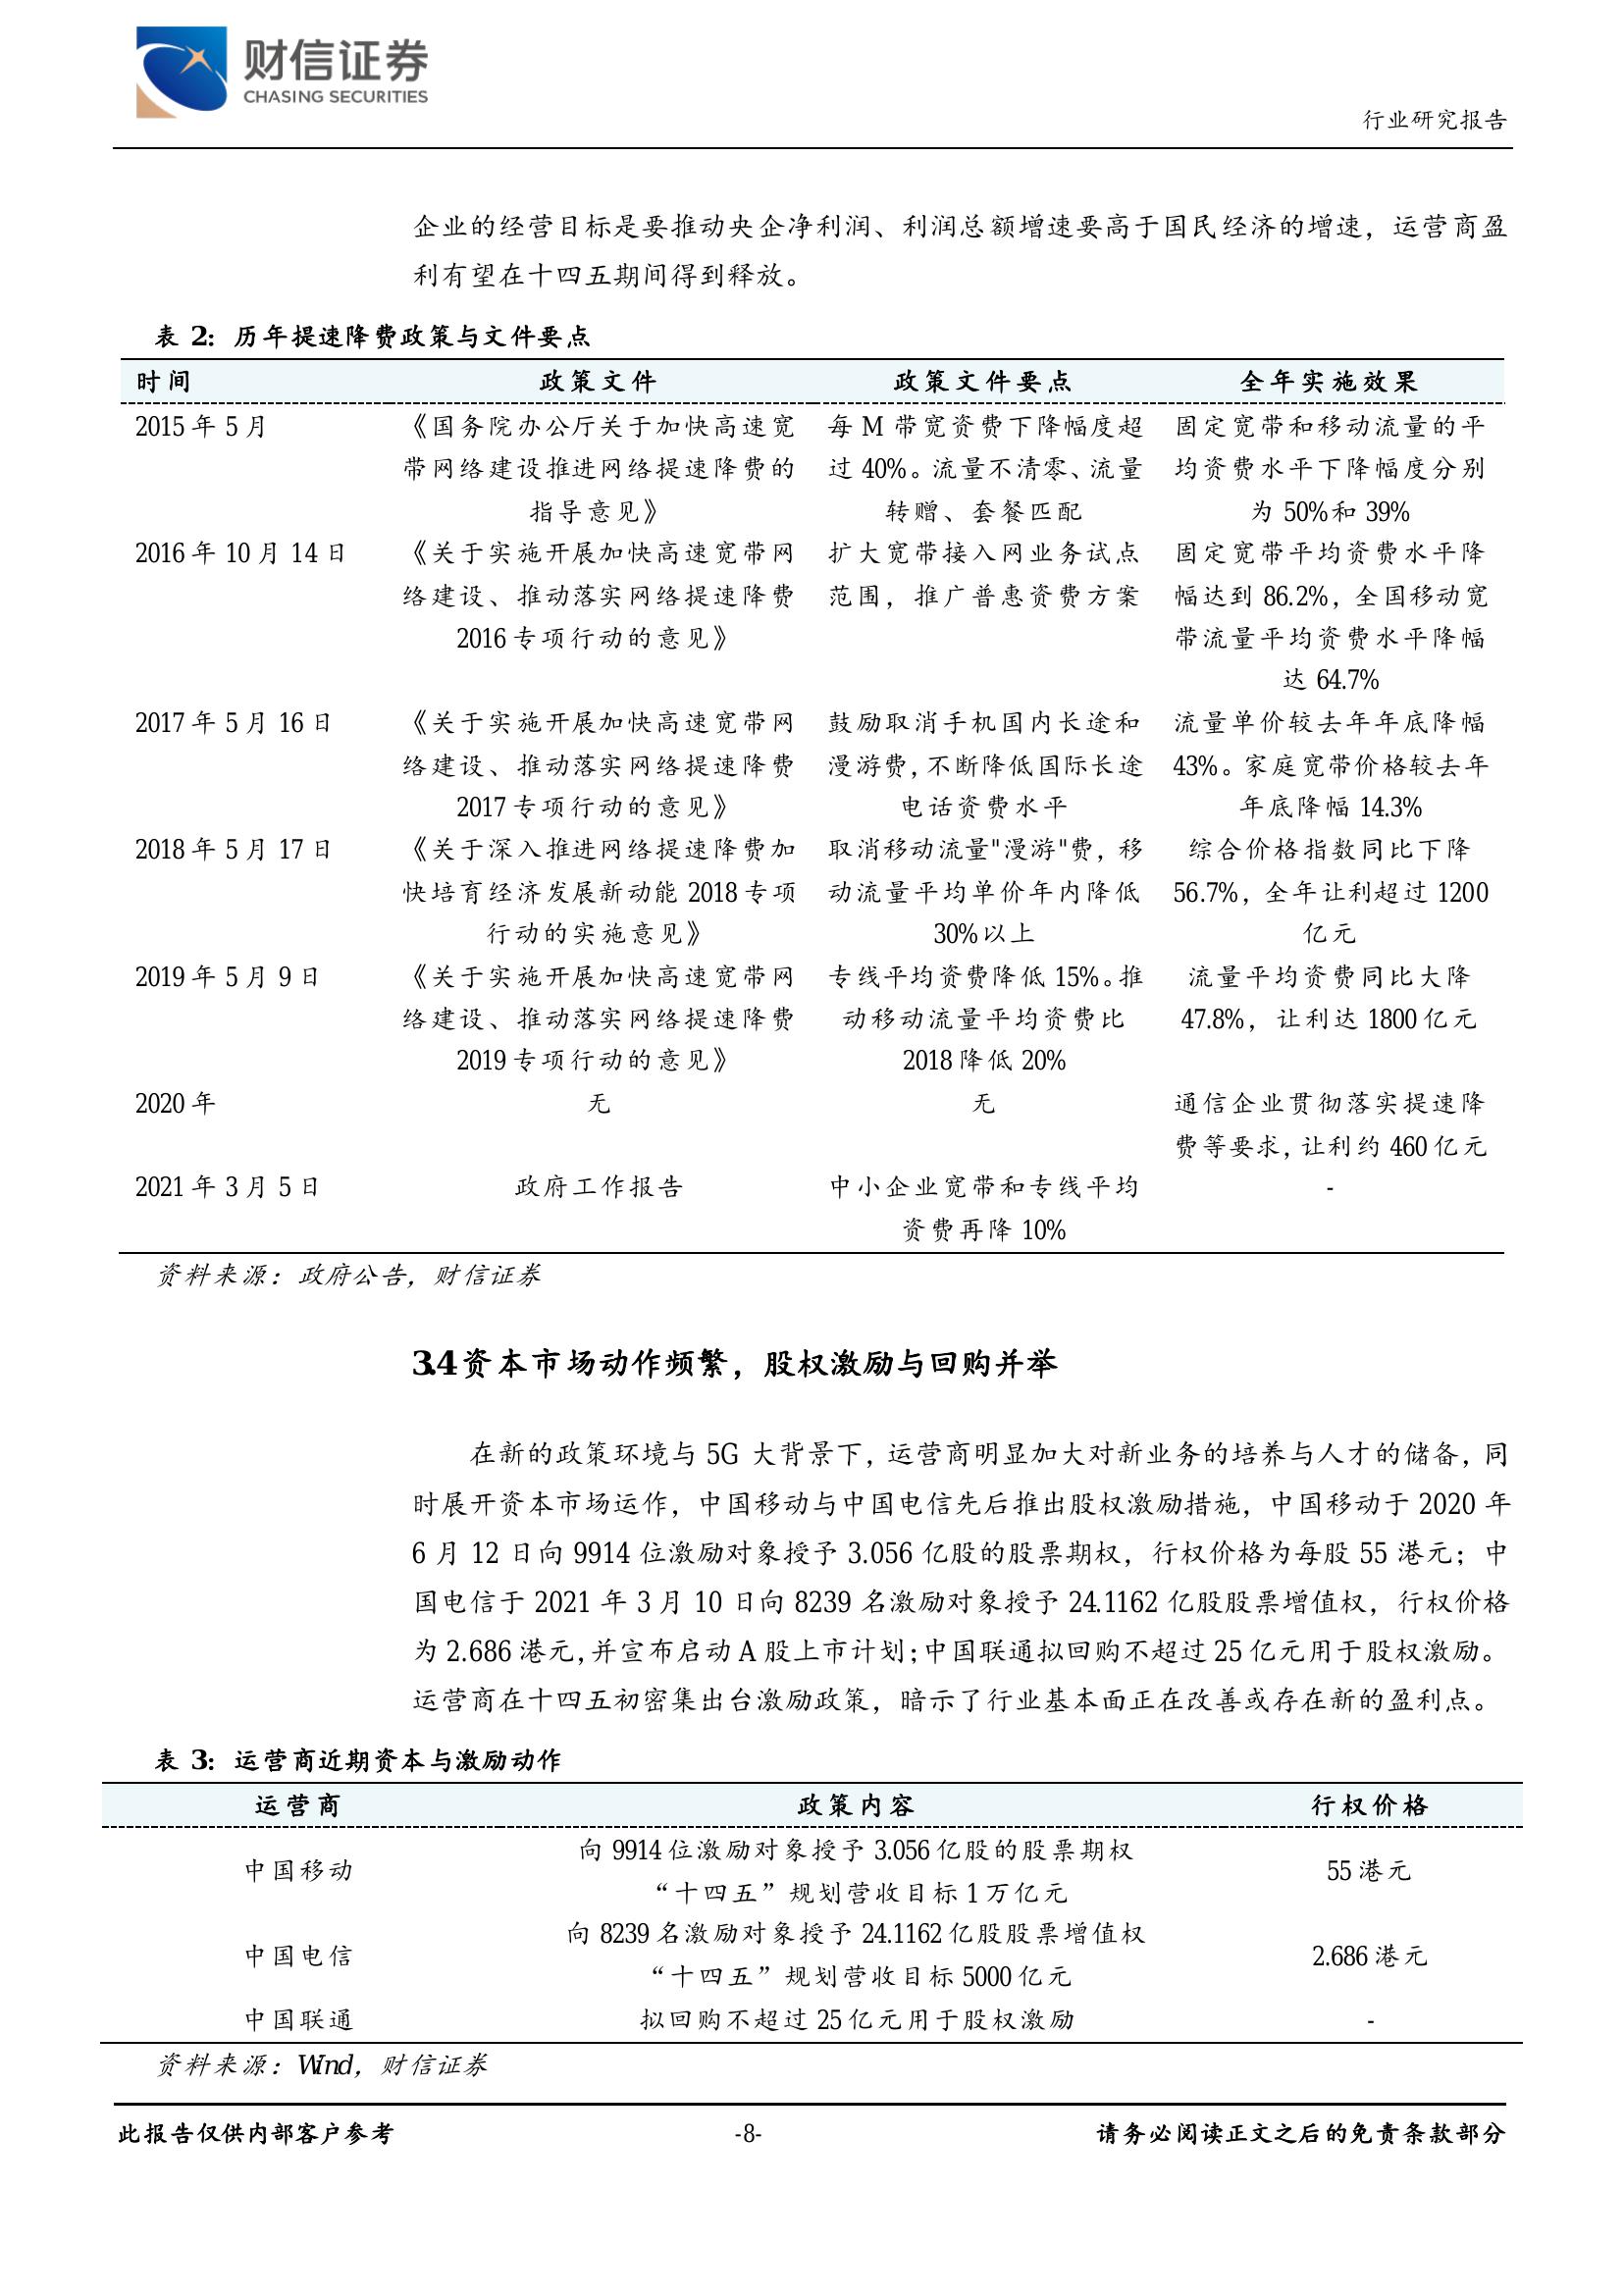 财信证券
CHASING SECURITIES
行业研究报告
企业的经营目标是要推动央企净利润、利润总额增速要高于国民经济的增速，运营商盈
利有望在十四五期间得到释放。
表 2：历年提速降费政策与文件要点
时间 政策文件 政策文件要点 全年实施效果
2015 年 5 月 《国务院办公厅关于加快高速宽 每 M 带宽资费下降幅度超 固定宽带和移动流量的平
带网络建设推进网络提速降费的 过 40%。流量不清零、流量 均资费水平下降幅度分别
指导意见》 转赠、套餐匹配 为 50%和 39%
2016 年 10 月 14 日 《关于实施开展加快高速宽带网 扩大宽带接入网业务试点 固定宽带平均资费水平降
络建设、推动落实网络提速降费 范围，推广普惠资费方案 幅达到 86.2%，全国移动宽
2016 专项行动的意见》 带流量平均资费水平降幅
达 64.7%
2017 年 5 月 16 日 《关于实施开展加快高速宽带网 鼓励取消手机国内长途和 流量单价较去年年底降幅
络建设、推动落实网络提速降费 漫游费，不断降低国际长途 43%。家庭宽带价格较去年
2017 专项行动的意见》 电话资费水平 年底降幅 14.3%
2018 年 5 月 17 日 《关于深入推进网络提速降费加 取消移动流量"漫游"费，移 综合价格指数同比下降
快培育经济发展新动能 2018 专项 动流量平均单价年内降低 56.7%，全年让利超过 1200
行动的实施意见》 30%以上 亿元
2019 年 5 月 9 日 《关于实施开展加快高速宽带网 专线平均资费降低 15%。推 流量平均资费同比大降
络建设、推动落实网络提速降费 动移动流量平均资费比 47.8%，让利达 1800 亿元
2019 专项行动的意见》 2018 降低 20%
2020 年 无 无 通信企业贯彻落实提速降
费等要求，让利约 460 亿元
2021 年 3 月 5 日 政府工作报告 中小企业宽带和专线平均 -
资费再降 10%
资料来源：政府公告，财信证券
3.4 资本市场动作频繁，股权激励与回购并举
在新的政策环境与 5G 大背景下，运营商明显加大对新业务的培养与人才的储备，同
时展开资本市场运作，中国移动与中国电信先后推出股权激励措施，中国移动于 2020 年
6 月 12 日向 9914 位激励对象授予 3.056 亿股的股票期权，行权价格为每股 55 港元；中
国电信于 2021 年 3 月 10 日向 8239 名激励对象授予 24.1162 亿股股票增值权，行权价格
为 2.686 港元，并宣布启动 A 股上市计划；中国联通拟回购不超过 25 亿元用于股权激励。
运营商在十四五初密集出台激励政策，暗示了行业基本面正在改善或存在新的盈利点。
表 3：运营商近期资本与激励动作
运营商 政策内容 行权价格
中国移动 向 9914 位激励对象授予 3.056 亿股的股票期权 55 港元
“十四五”规划营收目标 1 万亿元
中国电信 向 8239 名激励对象授予 24.1162 亿股股票增值权 2.686 港元
“十四五”规划营收目标 5000 亿元
中国联通 拟回购不超过 25 亿元用于股权激励 -
资料来源：Wind，财信证券
此报告仅供内部客户参考 -8- 请务必阅读正文之后的免责条款部分